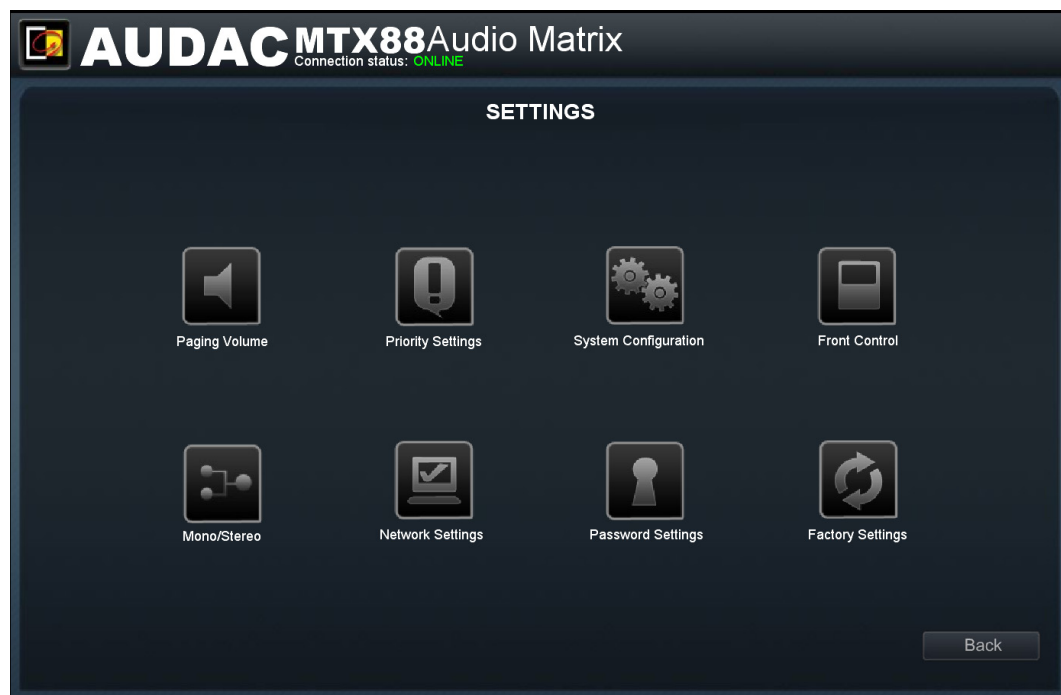 AUDAC MTX88 Audio Matrix
Connection status: ONLINE
SETTINGS
Paging Volume
Priority Settings
System Configuration
Front Control
Mono/Stereo
Network Settings
Password Settings
Factory Settings
Back